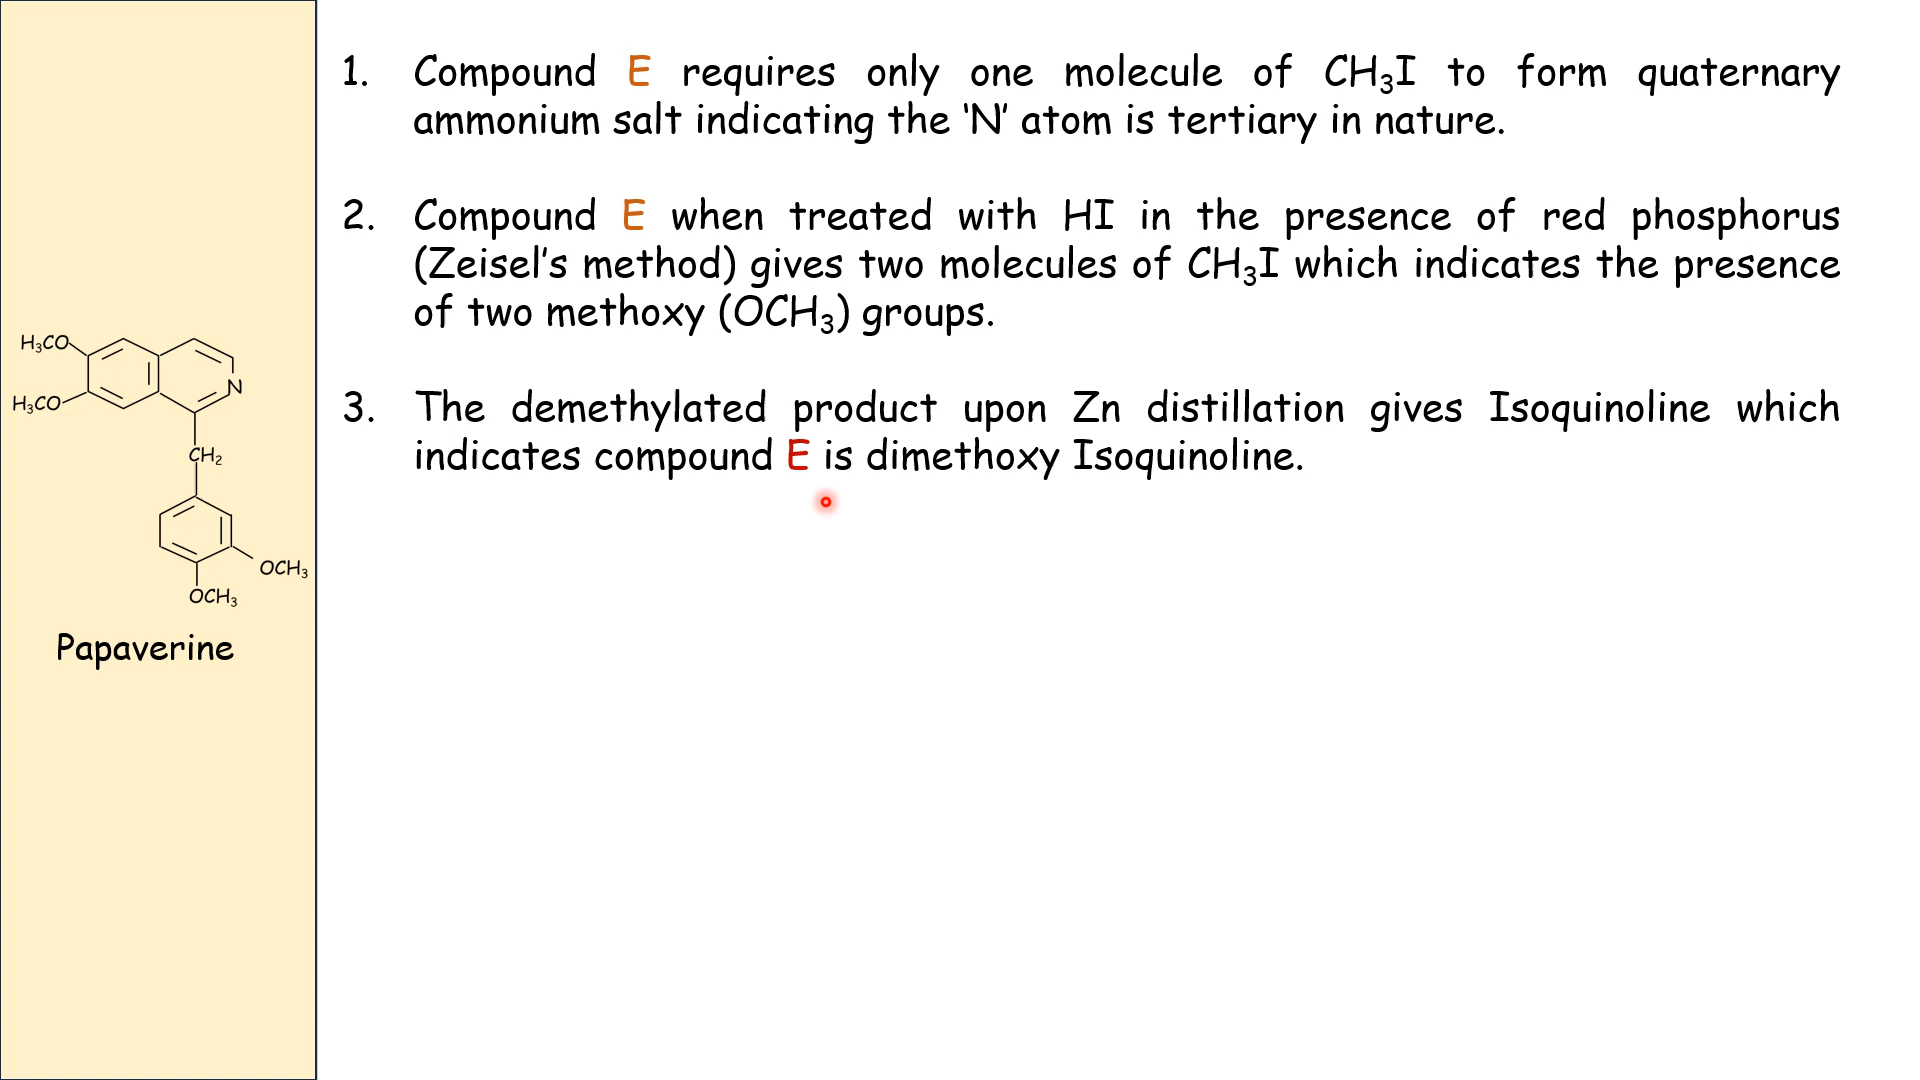 1. Compound E requires only one molecule of CH₃I to form quaternary
ammonium salt indicating the ‘N’ atom is tertiary in nature.
2. Compound E when treated with HI in the presence of red phosphorus
(Zeisel’s method) gives two molecules of CH₃I which indicates the presence
of two methoxy (OCH₃) groups.
3. The demethylated product upon Zn distillation gives Isoquinoline which
indicates compound E is dimethoxy Isoquinoline.
H₃CO
N
H₃CO
CH₂
OCH₃
OCH₃
Papaverine